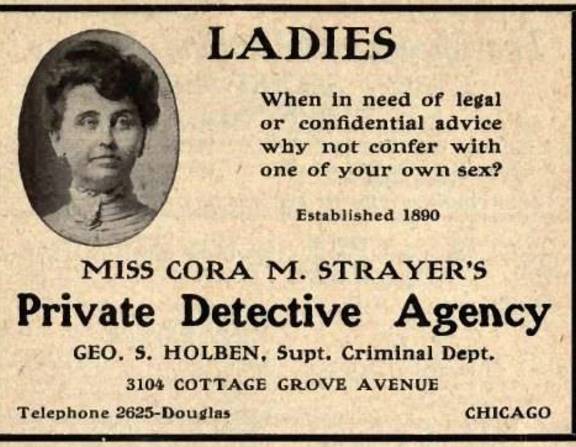 LADIES
When in need of legal
or confidential advice
why not confer with
one of your own sex?
Established 1890
MISS CORA M. STRAYER'S
Private Detective Agency
GEO. S. HOLBEN, Supt. Criminal Dept.
3104 COTTAGE GROVE AVENUE
Telephone 2625-Douglas CHICAGO